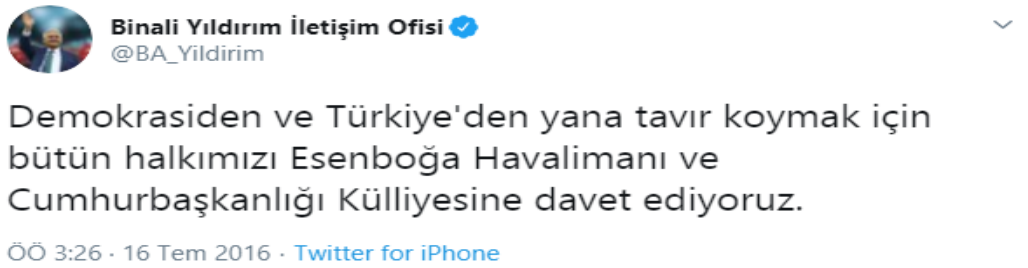 Binali Yıldırım İletişim Ofisi
@BA_Yildirim
Demokrasiden ve Türkiye'den yana tavır koymak için
bütün halkımızı Esenboğa Havalimanı ve
Cumhurbaşkanlığı Külliyesine davet ediyoruz.
ÖÖ 3:26 · 16 Tem 2016 · Twitter for iPhone